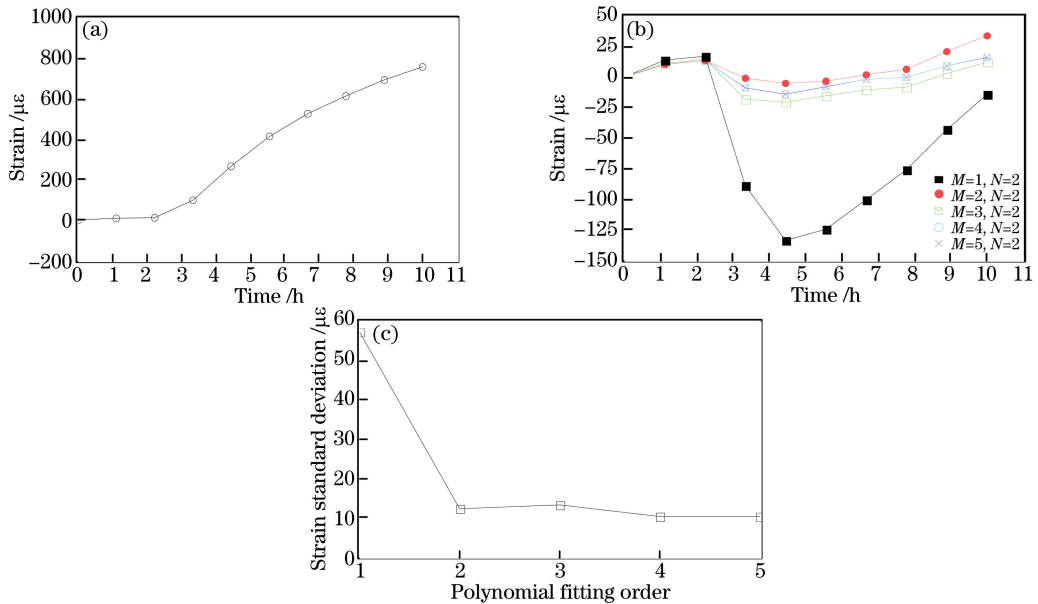 (a)
Strain /με
1000
800
600
400
200
0
−200
0 1 2 3 4 5 6 7 8 9 10 11
Time /h
(b)
Strain /με
50
25
0
−25
−50
−75
−100
−125
−150
M=1, N=2
M=2, N=2
M=3, N=2
M=4, N=2
M=5, N=2
0 1 2 3 4 5 6 7 8 9 10 11
Time /h
(c)
Strain standard deviation /με
60
50
40
30
20
10
0
1 2 3 4 5
Polynomial fitting order